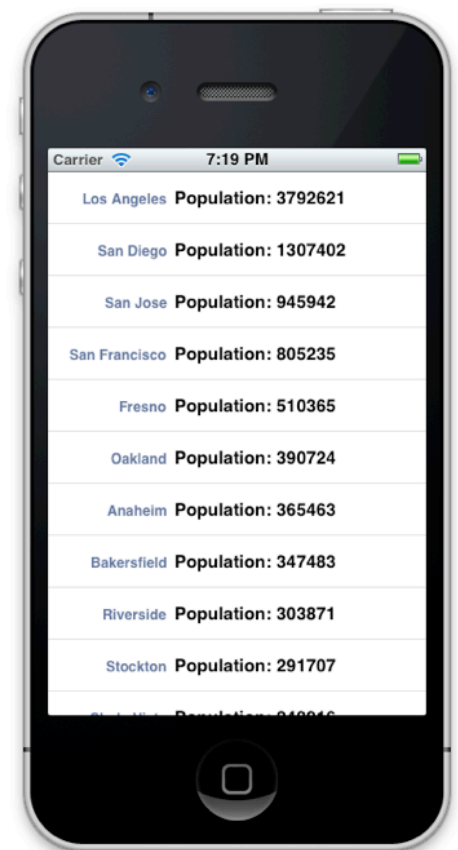 Carrier 7:19 PM
Los Angeles Population: 3792621
San Diego Population: 1307402
San Jose Population: 945942
San Francisco Population: 805235
Fresno Population: 510365
Oakland Population: 390724
Anaheim Population: 365463
Bakersfield Population: 347483
Riverside Population: 303871
Stockton Population: 291707
Population: